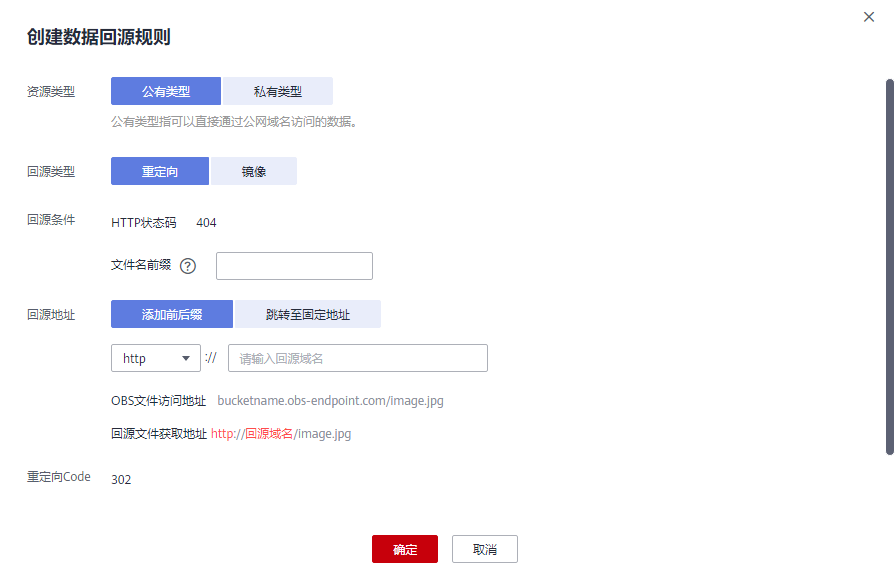 创建数据回源规则
资源类型 公有类型 私有类型
公有类型指可以直接通过公网域名访问的数据。
回源类型 重定向 镜像
回源条件 HTTP状态码 404
文件名前缀 ?
回源地址 添加前后缀 跳转至固定地址
http :// 请输入回源域名
OBS文件访问地址 bucketname.obs-endpoint.com/image.jpg
回源文件获取地址 http://回源域名/image.jpg
重定向Code 302
确定 取消